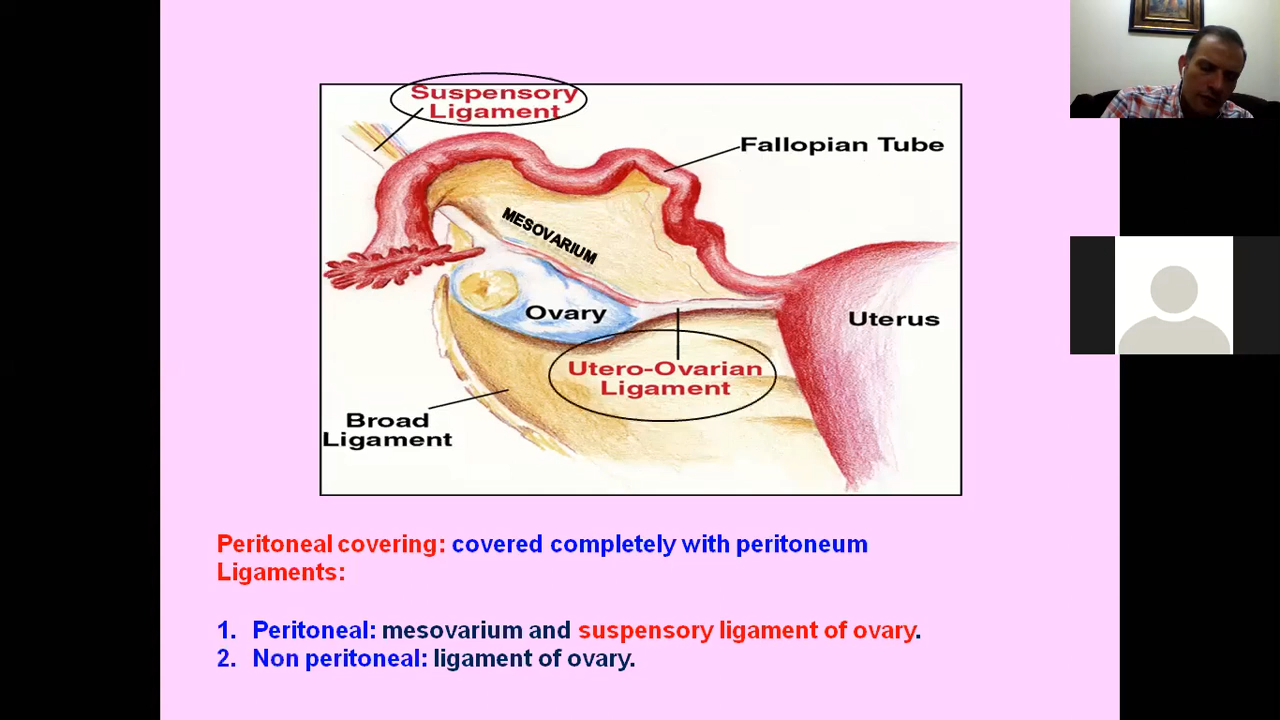 Suspensory
Ligament
Fallopian Tube
MESOVARIUM
Ovary
Uterus
Utero-Ovarian
Ligament
Broad
Ligament
Peritoneal covering: covered completely with peritoneum
Ligaments:
1. Peritoneal: mesovarium and suspensory ligament of ovary.
2. Non peritoneal: ligament of ovary.